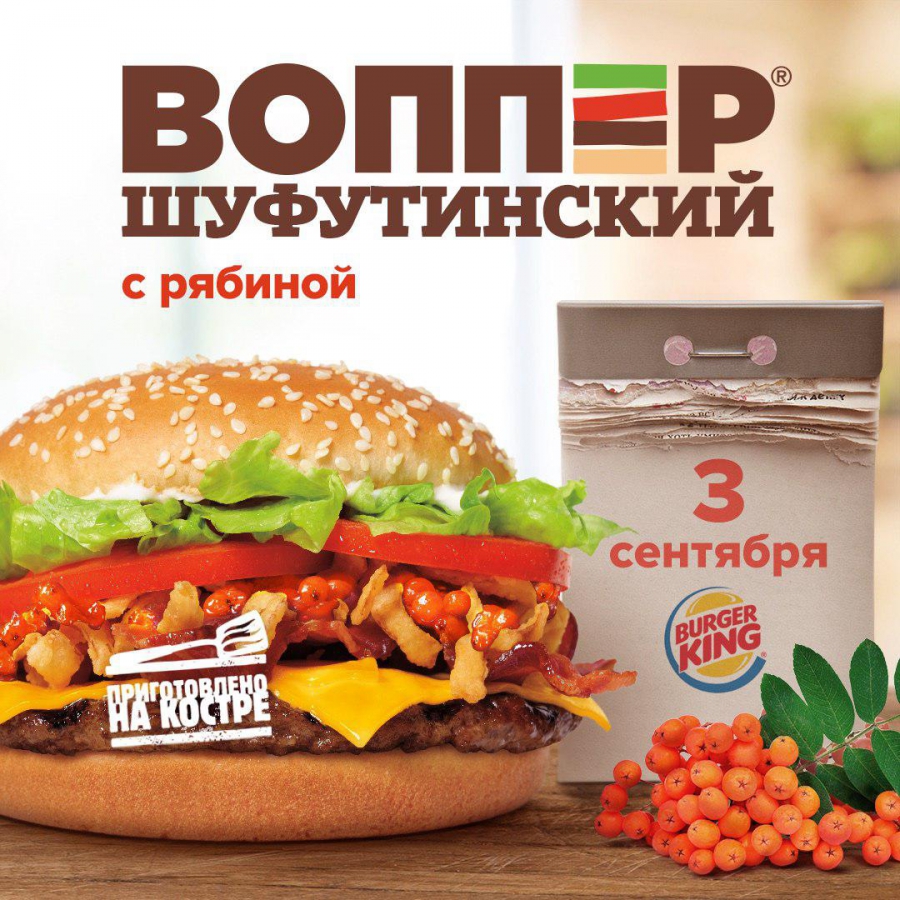 ВОППЕР®
ШУФУТИНСКИЙ
с рябиной
3
сентября
BURGER
KING®
ПРИГОТОВЛЕНО
НА КОСТРЕ